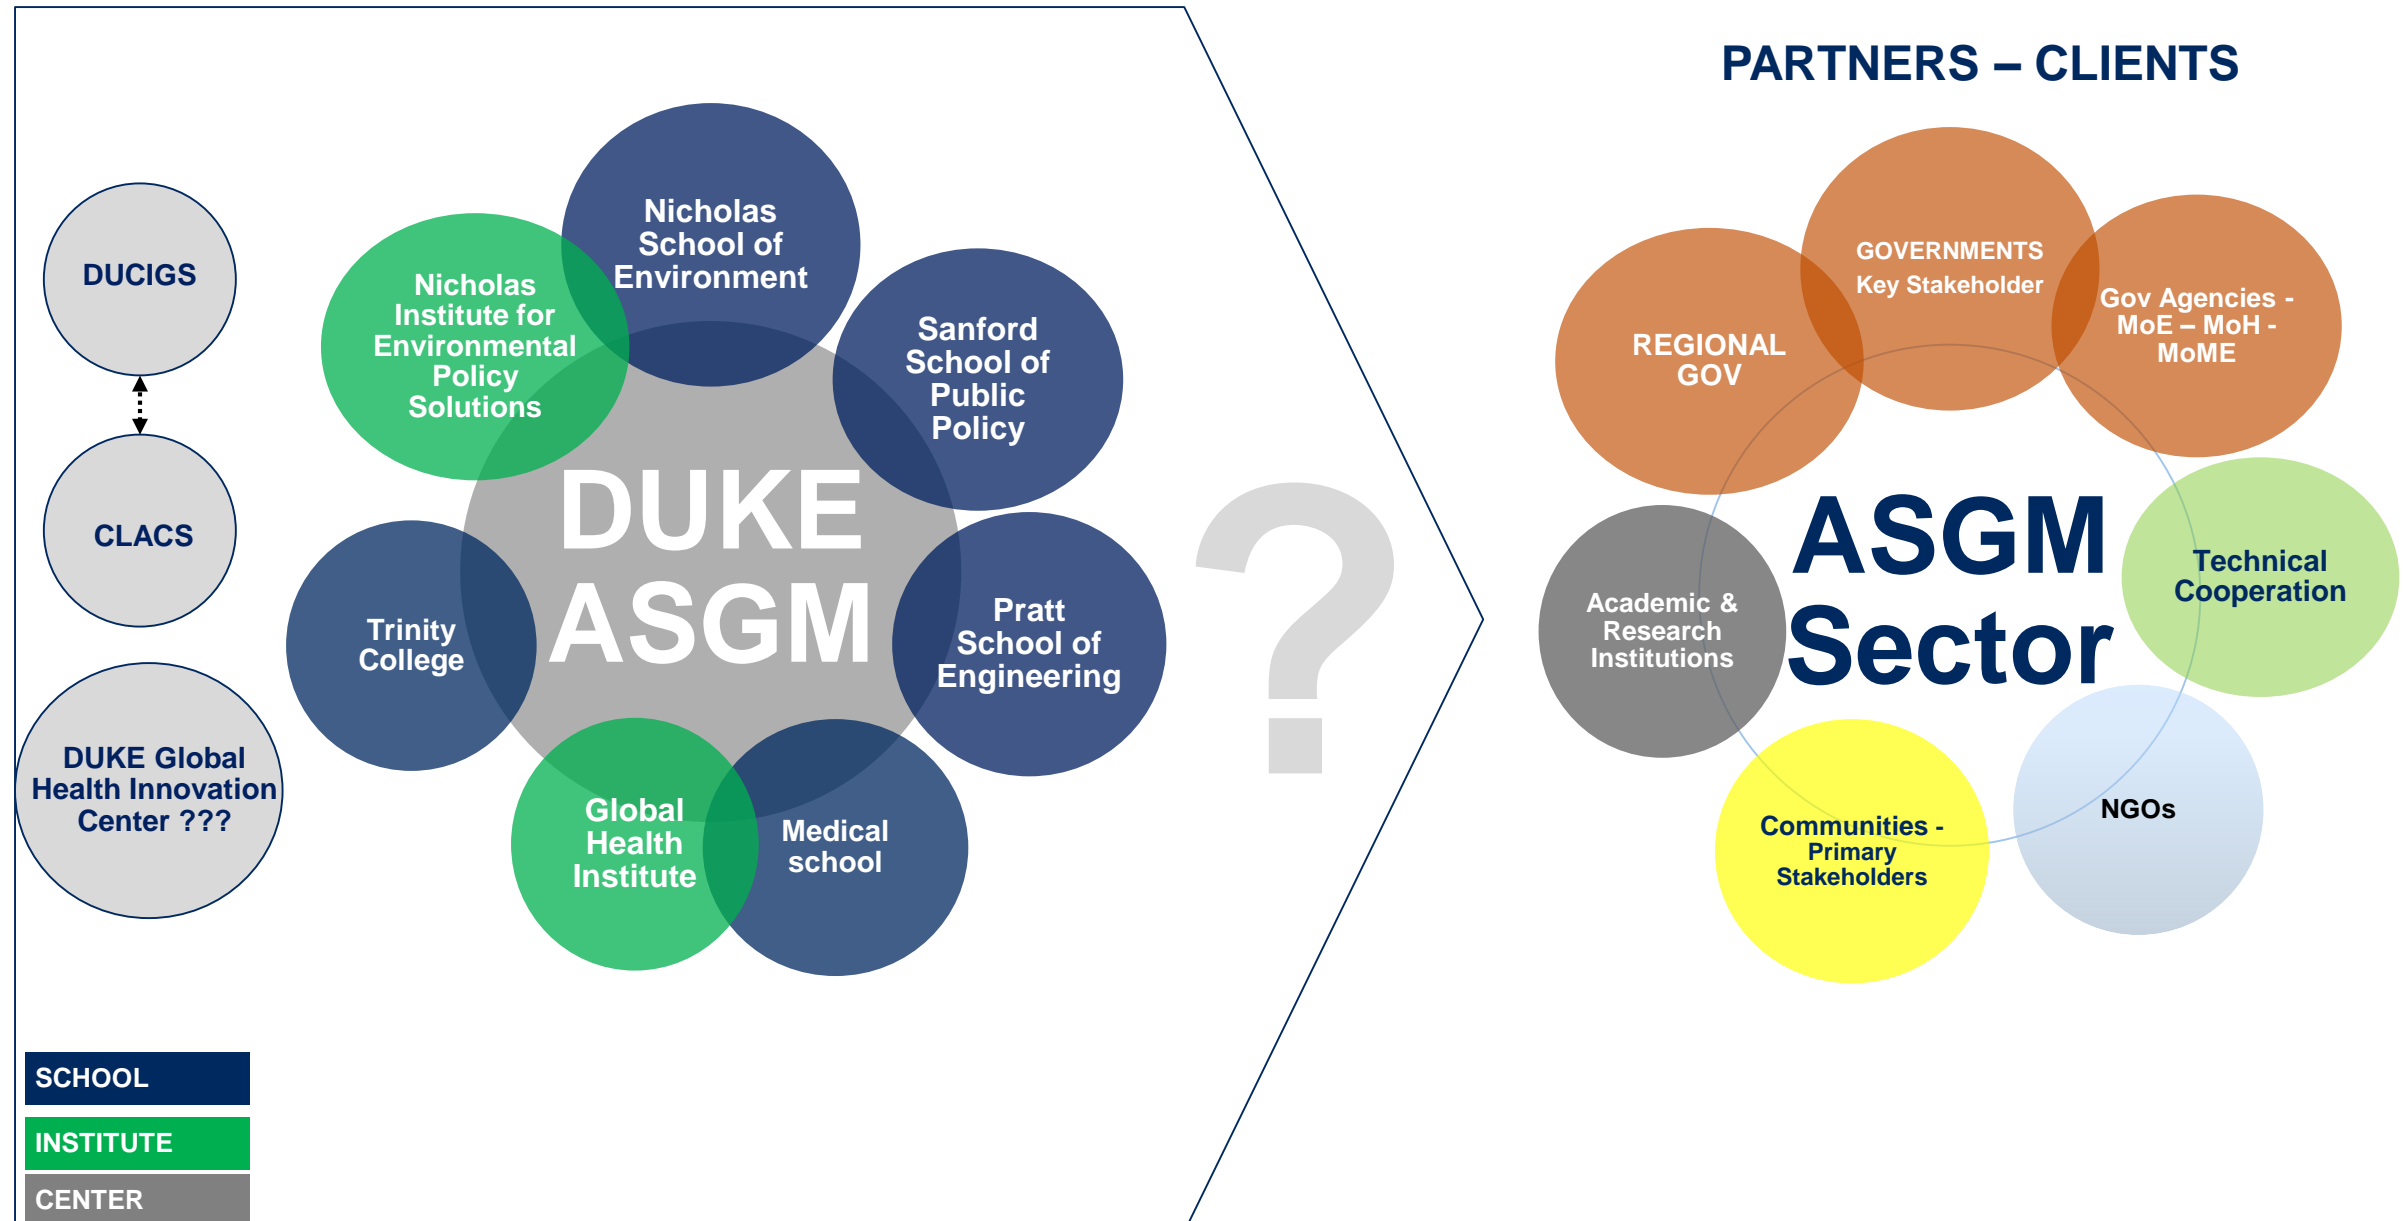 PARTNERS – CLIENTS
DUCIGS
CLACS
DUKE Global
Health Innovation
Center ???
Nicholas
School of
Environment
Nicholas
Institute for
Environmental
Policy
Solutions
Sanford
School of
Public
Policy
DUKE
ASGM
Trinity
College
Pratt
School of
Engineering
Global
Health
Institute
Medical
school
?
GOVERNMENTS
Key Stakeholder
REGIONAL
GOV
Gov Agencies -
MoE – MoH -
MoME
ASGM
Sector
Technical
Cooperation
Academic &
Research
Institutions
Communities -
Primary
Stakeholders
NGOs
SCHOOL
INSTITUTE
CENTER